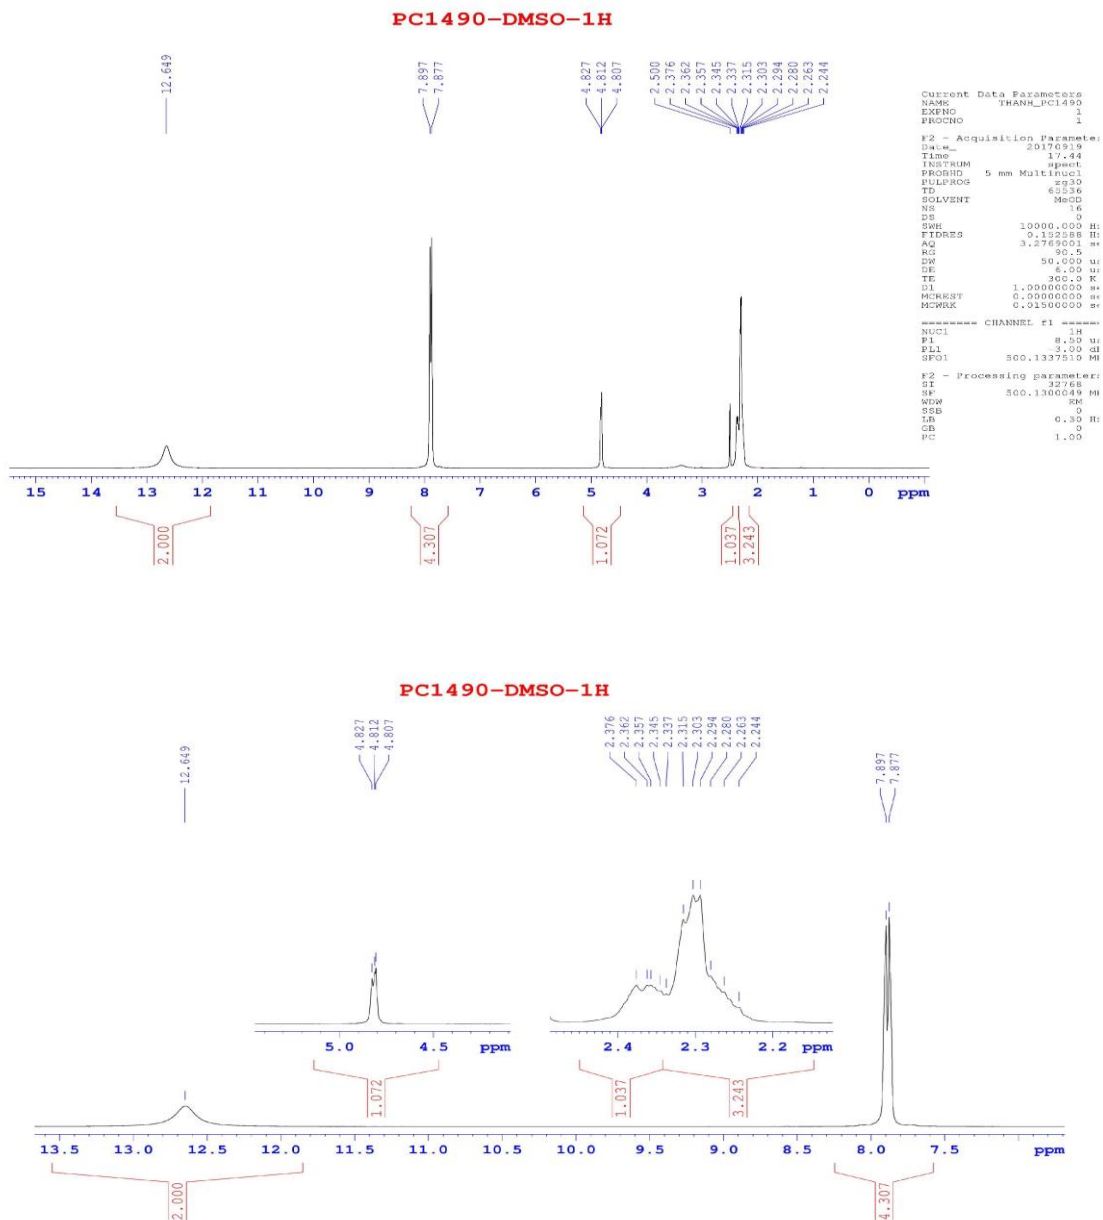 PC1490-DMSO-1H
12.649
7.897
7.877
4.827
4.812
4.807
2.500
2.376
2.362
2.357
2.345
2.337
2.315
2.303
2.294
2.280
2.263
2.244
Current Data Parameters
NAME THANH_PC1490
EXPNO 1
PROCNO 1
F2 - Acquisition Paramete
Date_ 20170919
Time 17.44
INSTRUM spect
PROBHD 5 mm Multinucl
PULPROG zg30
TD 65536
SOLVENT MeOD
NS 16
DS 0
SWH 10000.000 H
FIDRES 0.152588 H
AQ 3.2769001 se
RG 90.5
DW 50.000 u
DE 6.00 u
TE 300.0 K
D1 1.00000000 se
MCREST 0.00000000 se
MCWRK 0.01500000 se
======== CHANNEL f1 =====
NUC1 1H
P1 8.50 u
PL1 -3.00 d
SFO1 500.1337510 M
F2 - Processing parameter
SI 32768
SF 500.1300049 M
WDW EM
SSB 0
LB 0.30 H
GB 0
PC 1.00
15 14 13 12 11 10 9 8 7 6 5 4 3 2 1 0 ppm
2.000
4.307
1.072
1.037
3.243
PC1490-DMSO-1H
12.649
4.827
4.812
4.807
2.376
2.362
2.357
2.345
2.337
2.315
2.303
2.294
2.280
2.263
2.244
7.897
7.877
5.0 4.5 ppm
2.4 2.3 2.2 ppm
1.072
1.037
3.243
13.5 13.0 12.5 12.0 11.5 11.0 10.5 10.0 9.5 9.0 8.5 8.0 7.5 ppm
2.000
4.307